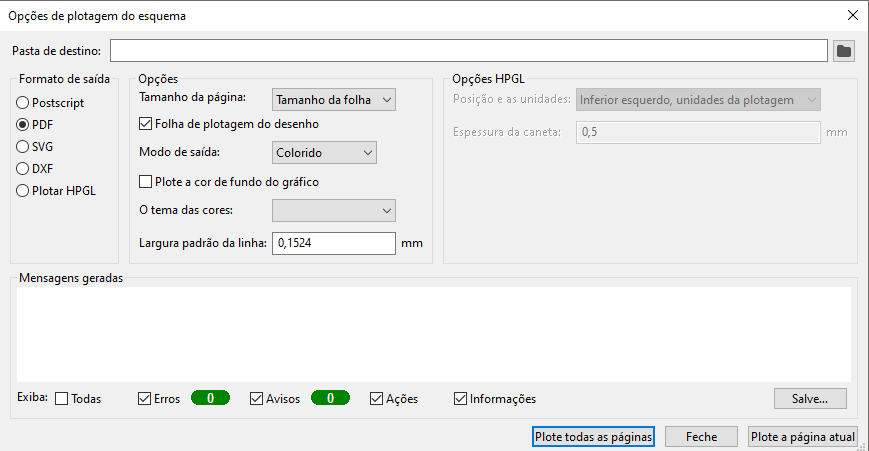 Opções de plotagem do esquema
Pasta de destino:
Formato de saída
Postscript
PDF
SVG
DXF
Plotar HPGL
Opções
Tamanho da página: Tamanho da folha
Folha de plotagem do desenho
Modo de saída: Colorido
Plote a cor de fundo do gráfico
O tema das cores:
Largura padrão da linha: 0,1524 mm
Opções HPGL
Posição e as unidades: Inferior esquerdo, unidades da plotagem
Espessura da caneta: 0,5 mm
Mensagens geradas
Exiba: Todas Erros 0 Avisos 0 Ações Informações Salve...
Plote todas as páginas Feche Plote a página atual